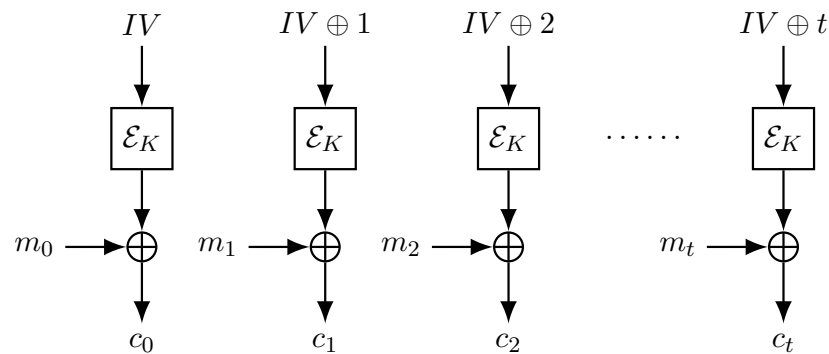 IV IV ⊕ 1 IV ⊕ 2 IV ⊕ t
ℰ_K ℰ_K ℰ_K ...... ℰ_K
m_0 m_1 m_2 m_t
c_0 c_1 c_2 c_t